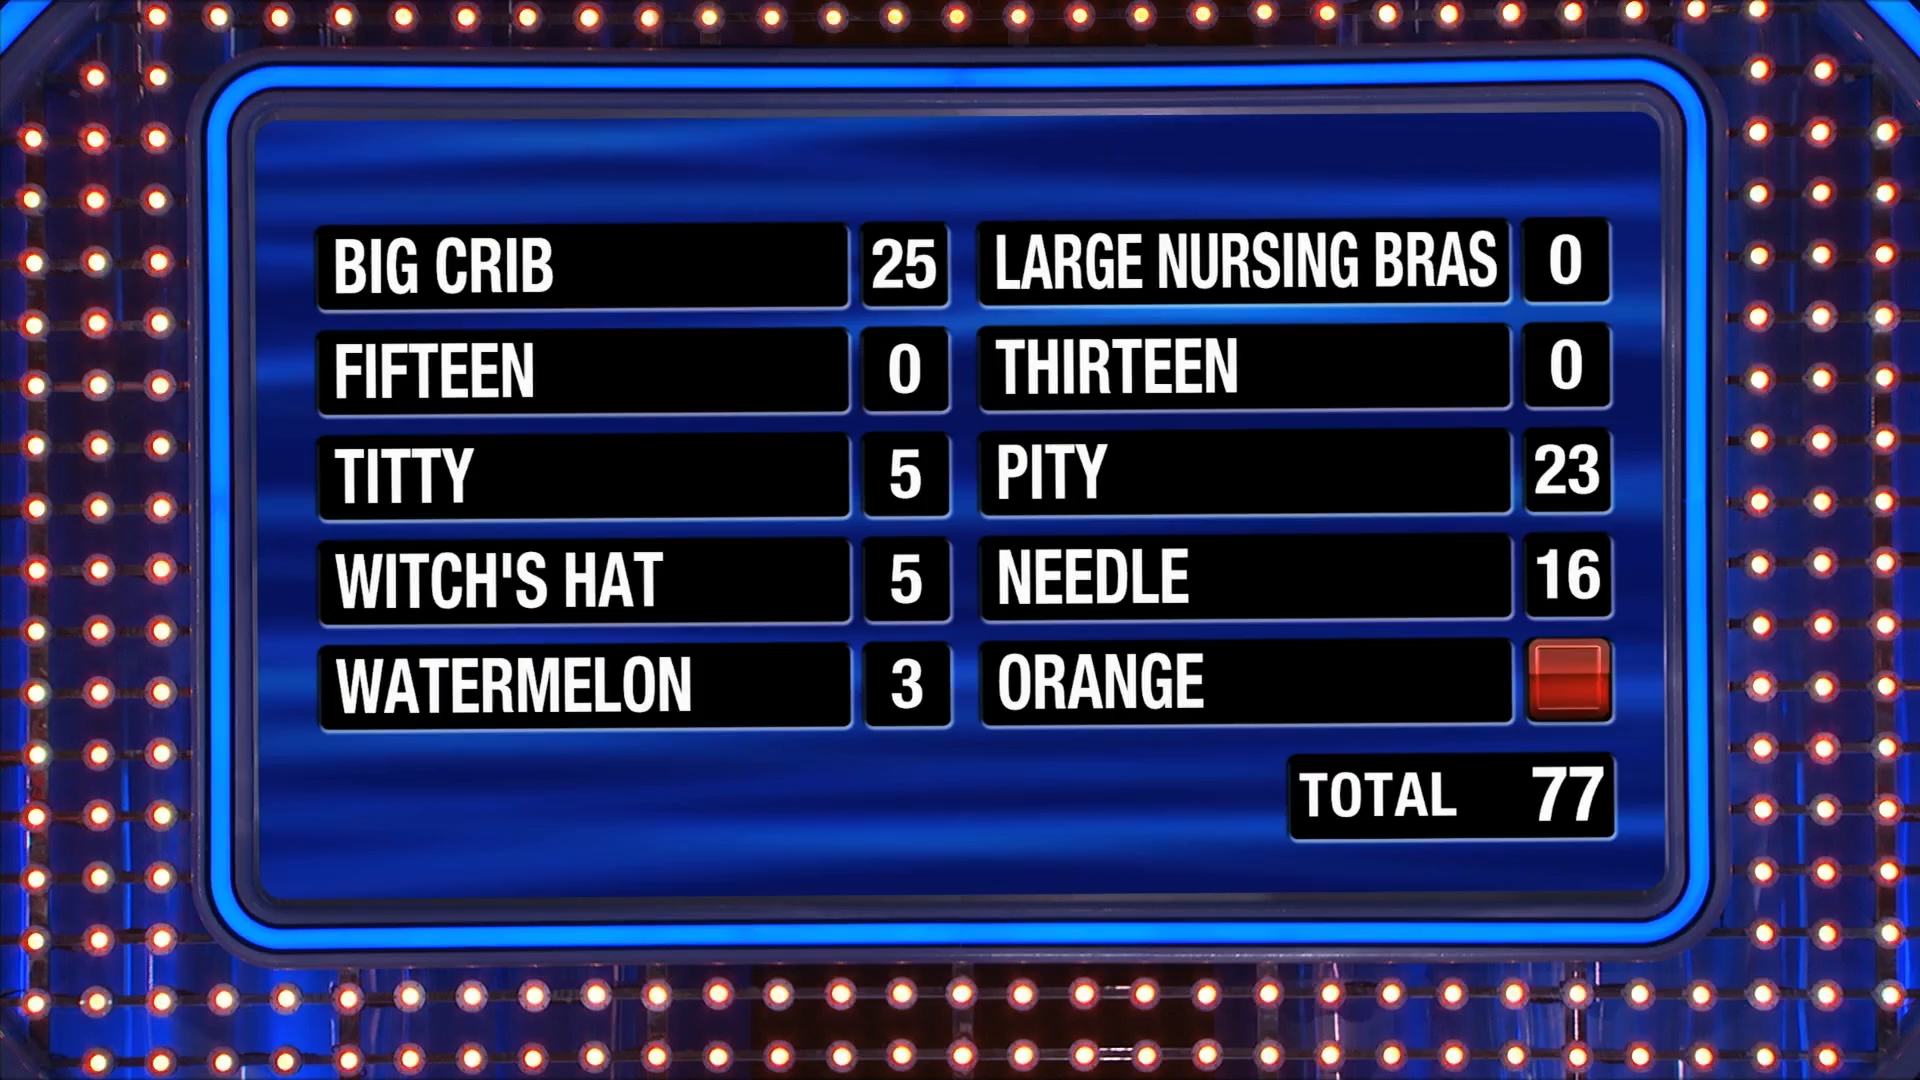 BIG CRIB 25
FIFTEEN 0
TITTY 5
WITCH'S HAT 5
WATERMELON 3
LARGE NURSING BRAS 0
THIRTEEN 0
PITY 23
NEEDLE 16
ORANGE
TOTAL 77